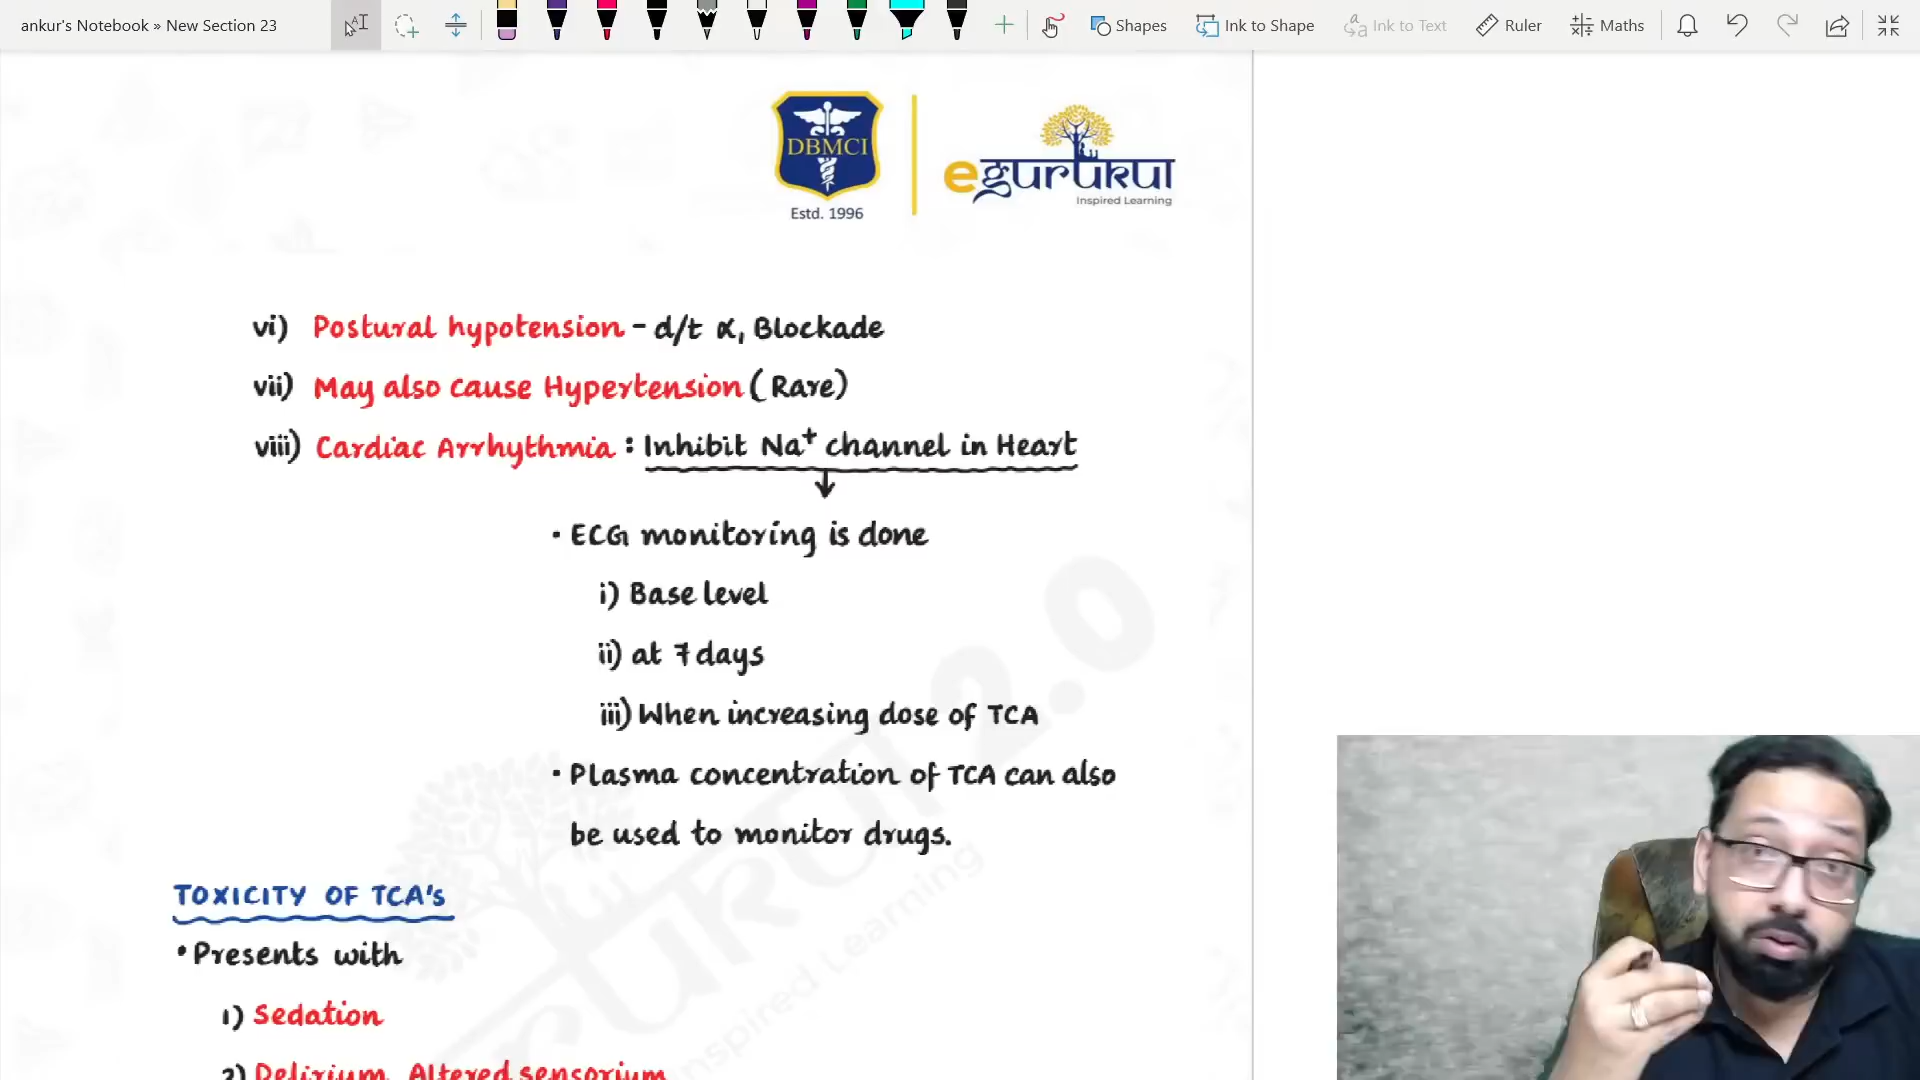 ankur's Notebook » New Section 23
Shapes
Ink to Shape
Ink to Text
Ruler
Maths
DBMCI
Estd. 1996
egurukul
Inspired Learning
vi) Postural hypotension - d/t α, Blockade
vii) May also cause Hypertension (Rare)
viii) Cardiac Arrhythmia : Inhibit Na+ channel in Heart
↓
• ECG monitoring is done
i) Base level
ii) at 7 days
iii) When increasing dose of TCA
• Plasma concentration of TCA can also
be used to monitor drugs.
TOXICITY OF TCA's
• Presents with
1) Sedation
2) Delirium, Altered sensorium